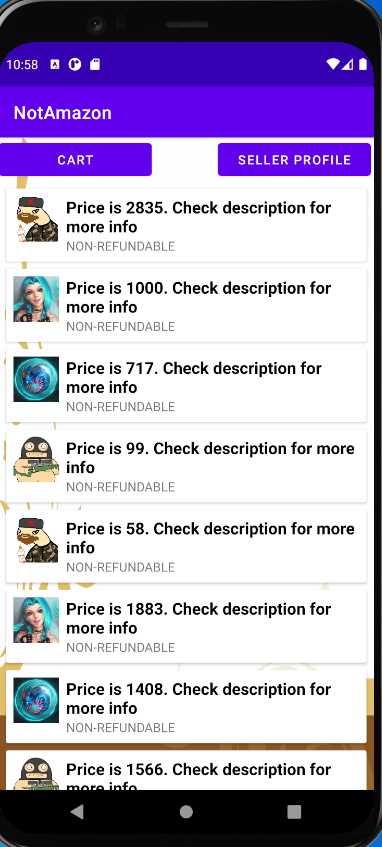 10:58
NotAmazon
CART
SELLER PROFILE
Price is 2835. Check description for
more info
NON-REFUNDABLE
Price is 1000. Check description for
more info
NON-REFUNDABLE
Price is 717. Check description for
more info
NON-REFUNDABLE
Price is 99. Check description for more
info
NON-REFUNDABLE
Price is 58. Check description for more
info
NON-REFUNDABLE
Price is 1883. Check description for
more info
NON-REFUNDABLE
Price is 1408. Check description for
more info
NON-REFUNDABLE
Price is 1566. Check description for
more info